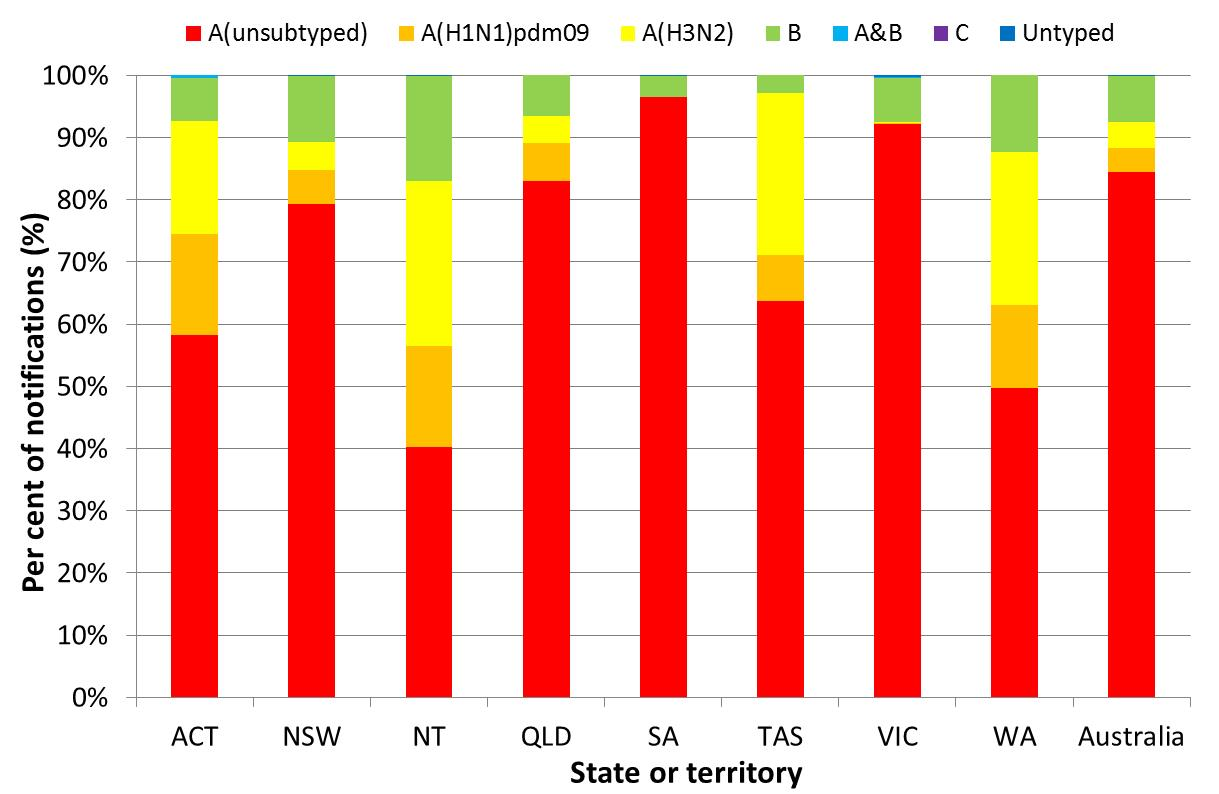 A(unsubtyped) A(H1N1)pdm09 A(H3N2) B A&B C Untyped
100%
90%
80%
70%
60%
50%
40%
30%
20%
10%
0%
Per cent of notifications (%)
ACT NSW NT QLD SA TAS VIC WA Australia
State or territory